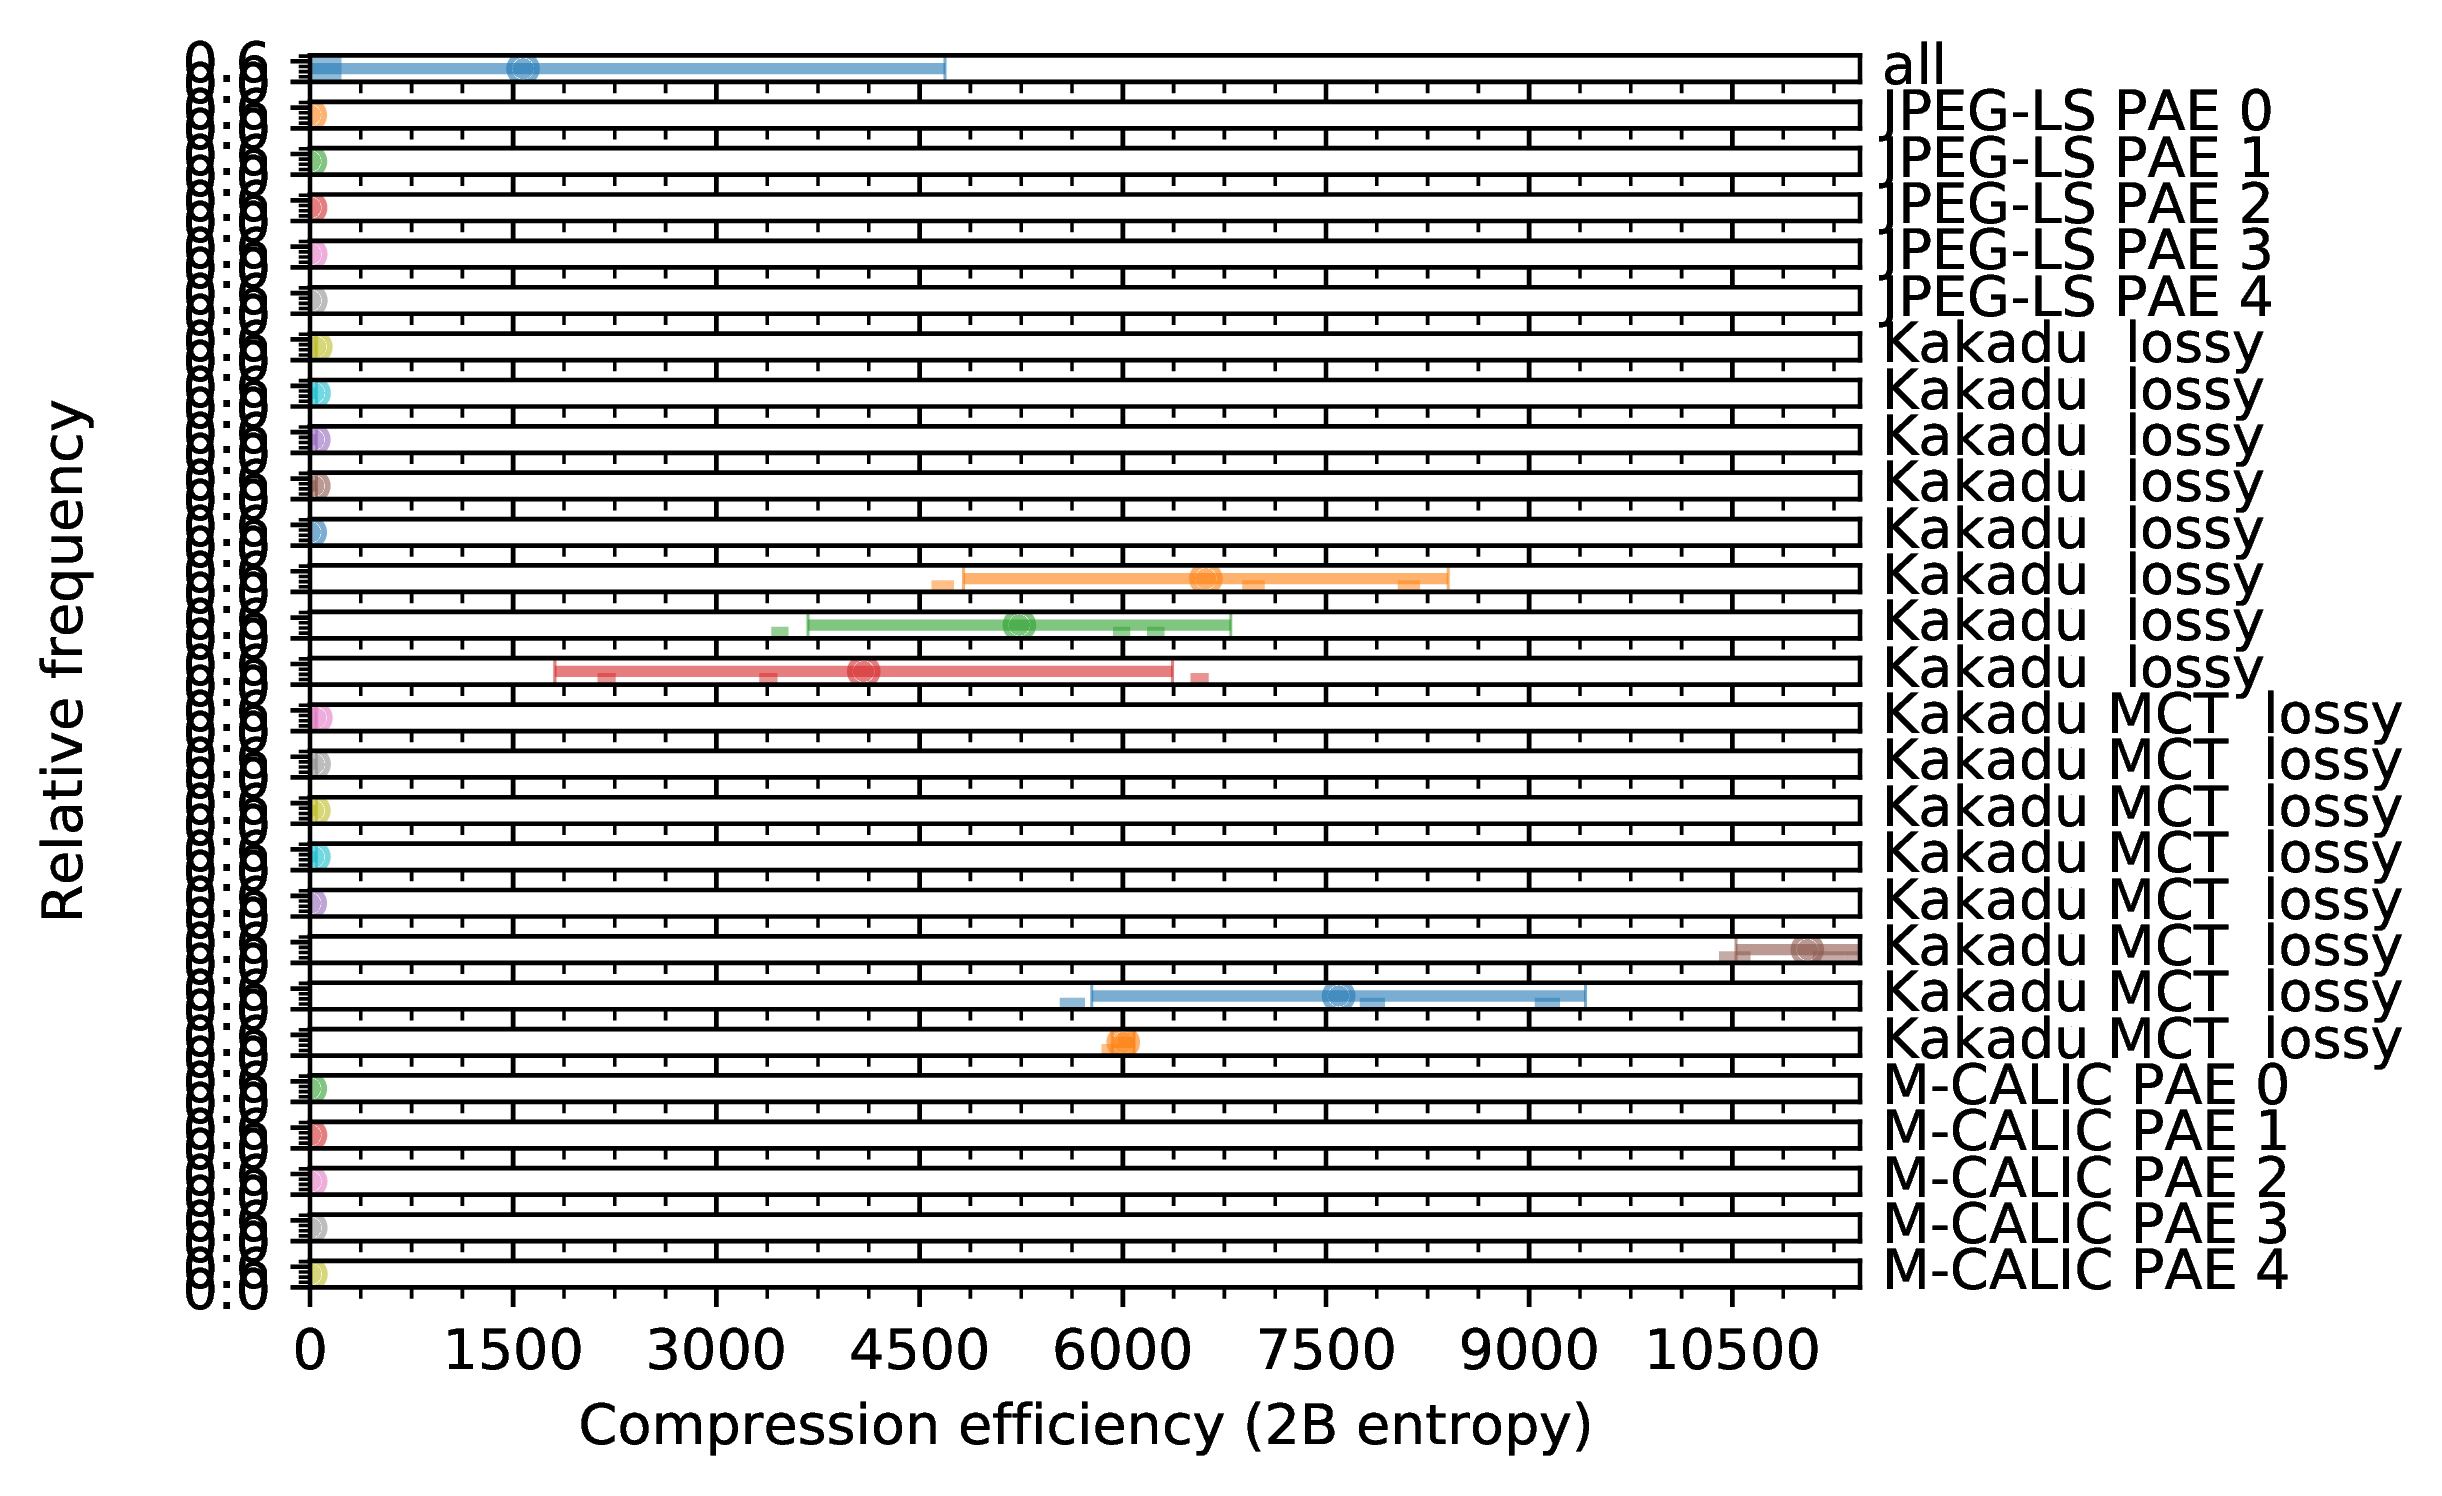 all
JPEG-LS PAE 0
JPEG-LS PAE 1
JPEG-LS PAE 2
JPEG-LS PAE 3
JPEG-LS PAE 4
Kakadu lossy
Kakadu lossy
Kakadu lossy
Kakadu lossy
Kakadu lossy
Kakadu lossy
Kakadu lossy
Kakadu lossy
Kakadu MCT lossy
Kakadu MCT lossy
Kakadu MCT lossy
Kakadu MCT lossy
Kakadu MCT lossy
Kakadu MCT lossy
Kakadu MCT lossy
Kakadu MCT lossy
M-CALIC PAE 0
M-CALIC PAE 1
M-CALIC PAE 2
M-CALIC PAE 3
M-CALIC PAE 4
Relative frequency
0 1500 3000 4500 6000 7500 9000 10500
Compression efficiency (2B entropy)